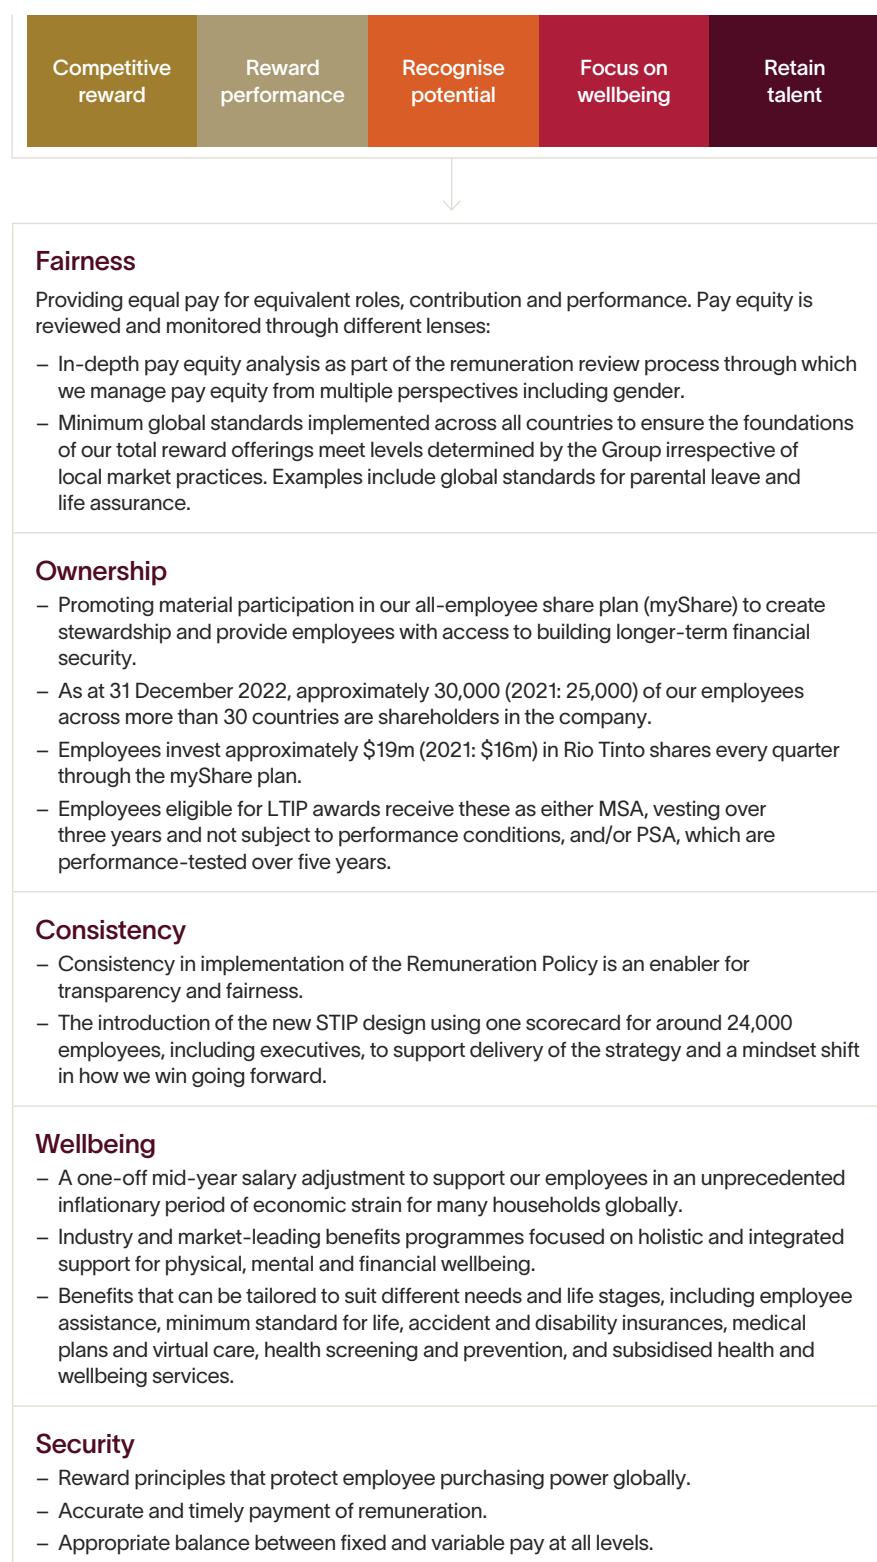 Competitive
reward
Reward
performance
Recognise
potential
Focus on
wellbeing
Retain
talent
Fairness
Providing equal pay for equivalent roles, contribution and performance. Pay equity is
reviewed and monitored through different lenses:
– In-depth pay equity analysis as part of the remuneration review process through which
we manage pay equity from multiple perspectives including gender.
– Minimum global standards implemented across all countries to ensure the foundations
of our total reward offerings meet levels determined by the Group irrespective of
local market practices. Examples include global standards for parental leave and
life assurance.
Ownership
– Promoting material participation in our all-employee share plan (myShare) to create
stewardship and provide employees with access to building longer-term financial
security.
– As at 31 December 2022, approximately 30,000 (2021: 25,000) of our employees
across more than 30 countries are shareholders in the company.
– Employees invest approximately $19m (2021: $16m) in Rio Tinto shares every quarter
through the myShare plan.
– Employees eligible for LTIP awards receive these as either MSA, vesting over
three years and not subject to performance conditions, and/or PSA, which are
performance-tested over five years.
Consistency
– Consistency in implementation of the Remuneration Policy is an enabler for
transparency and fairness.
– The introduction of the new STIP design using one scorecard for around 24,000
employees, including executives, to support delivery of the strategy and a mindset shift
in how we win going forward.
Wellbeing
– A one-off mid-year salary adjustment to support our employees in an unprecedented
inflationary period of economic strain for many households globally.
– Industry and market-leading benefits programmes focused on holistic and integrated
support for physical, mental and financial wellbeing.
– Benefits that can be tailored to suit different needs and life stages, including employee
assistance, minimum standard for life, accident and disability insurances, medical
plans and virtual care, health screening and prevention, and subsidised health and
wellbeing services.
Security
– Reward principles that protect employee purchasing power globally.
– Accurate and timely payment of remuneration.
– Appropriate balance between fixed and variable pay at all levels.